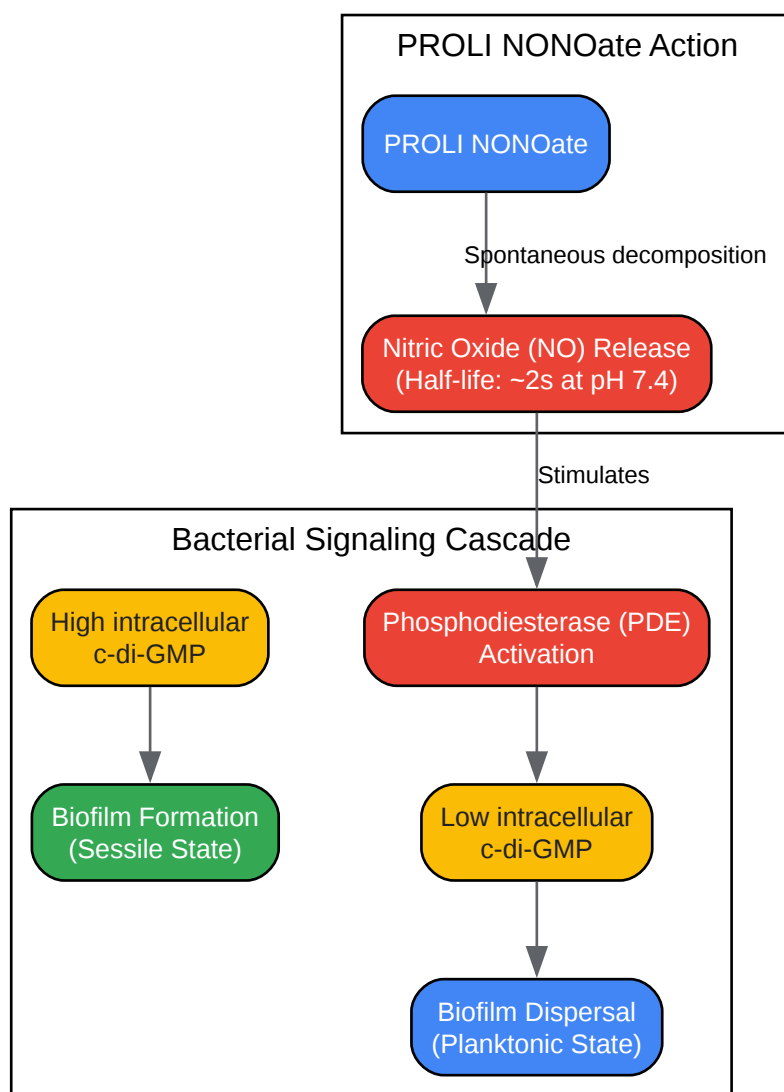 PROLI NONOate Action
PROLI NONOate
Spontaneous decomposition
Nitric Oxide (NO) Release
(Half-life: ~2s at pH 7.4)
Stimulates
Bacterial Signaling Cascade
High intracellular
c-di-GMP
Phosphodiesterase (PDE)
Activation
Biofilm Formation
(Sessile State)
Low intracellular
c-di-GMP
Biofilm Dispersal
(Planktonic State)